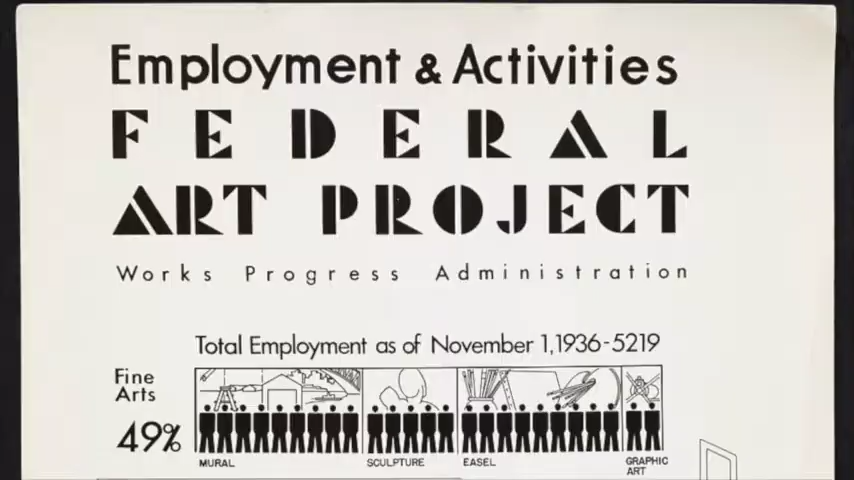 Employment & Activities
FEDERAL
ART PROJECT
Works Progress Administration
Total Employment as of November 1,1936-5219
Fine
Arts
49%
MURAL SCULPTURE EASEL GRAPHIC
ART